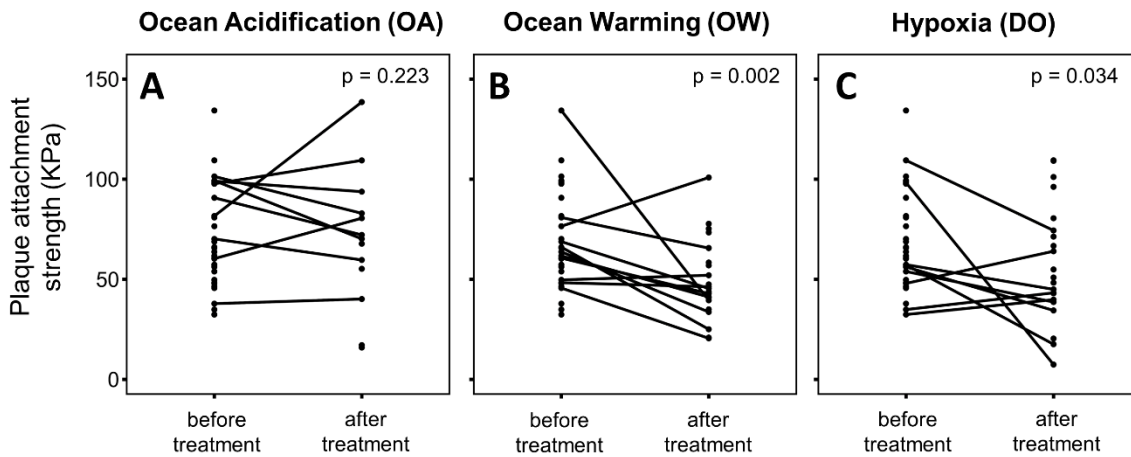 Ocean Acidification (OA)
Ocean Warming (OW)
Hypoxia (DO)
Plaque attachment
strength (KPa)
150
100
50
0
A
p = 0.223
B
p = 0.002
C
p = 0.034
before
treatment
after
treatment
before
treatment
after
treatment
before
treatment
after
treatment